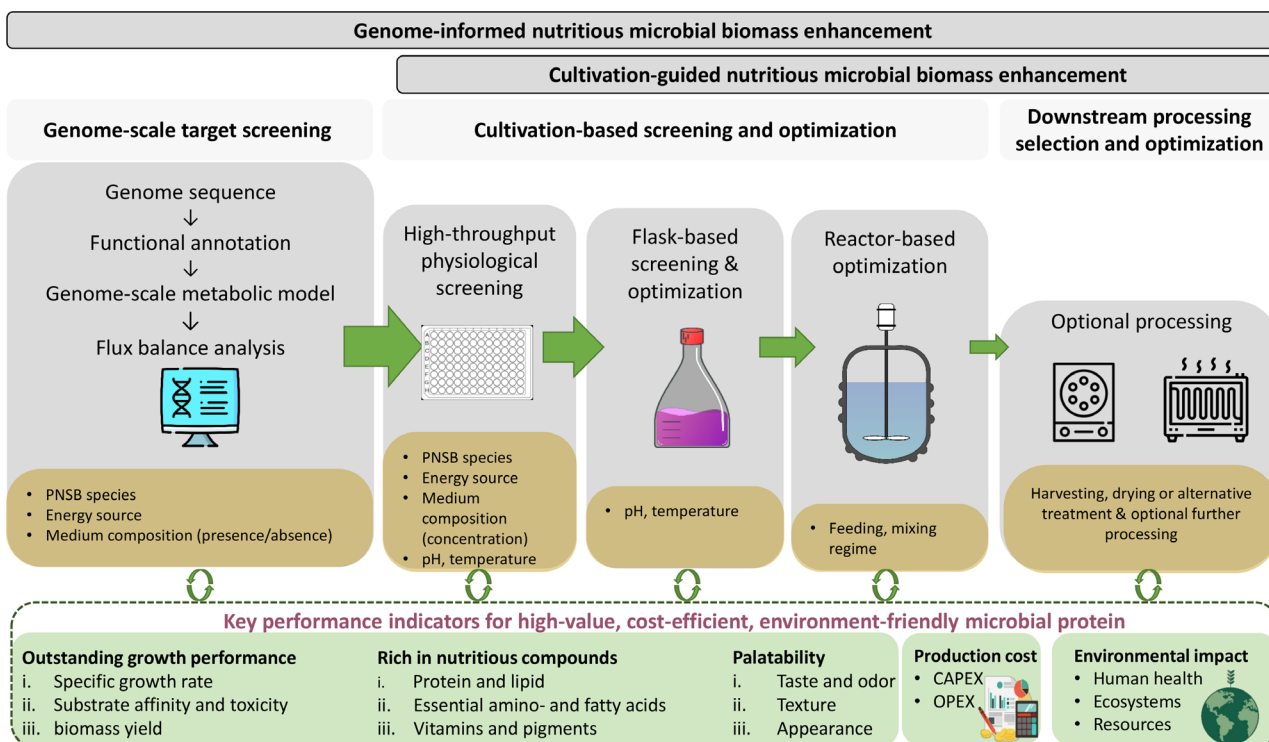 Genome-informed nutritious microbial biomass enhancement
Cultivation-guided nutritious microbial biomass enhancement
Genome-scale target screening
Cultivation-based screening and optimization
Downstream processing
selection and optimization
Genome sequence
↓
Functional annotation
↓
Genome-scale metabolic model
↓
Flux balance analysis
• PNSB species
• Energy source
• Medium composition (presence/absence)
High-throughput
physiological
screening
A
B
C
D
E
F
G
H
• PNSB species
• Energy source
• Medium
composition
(concentration)
• pH, temperature
Flask-based
screening &
optimization
• pH, temperature
Reactor-based
optimization
• Feeding, mixing
regime
Optional processing
Harvesting, drying or alternative
treatment & optional further
processing
Key performance indicators for high-value, cost-efficient, environment-friendly microbial protein
Outstanding growth performance
i. Specific growth rate
ii. Substrate affinity and toxicity
iii. biomass yield
Rich in nutritious compounds
i. Protein and lipid
ii. Essential amino- and fatty acids
iii. Vitamins and pigments
Palatability
i. Taste and odor
ii. Texture
iii. Appearance
Production cost
• CAPEX
• OPEX
Environmental impact
• Human health
• Ecosystems
• Resources